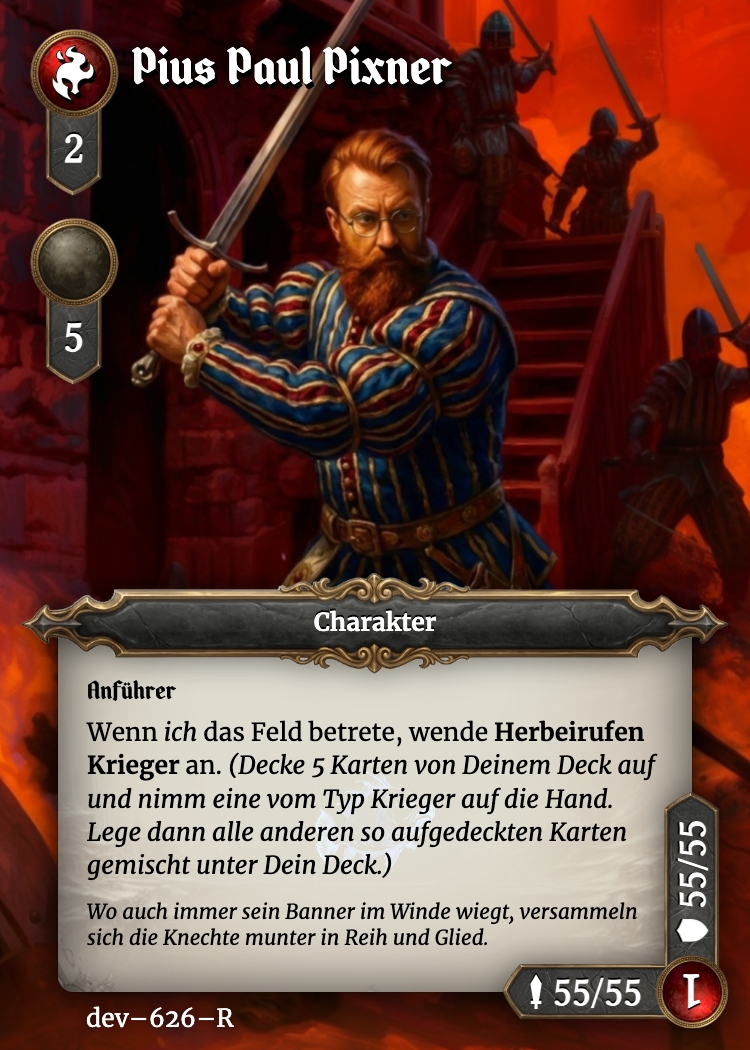 Pius Paul Pixner
2
5
Charakter
Anführer
Wenn ich das Feld betrete, wende Herbeirufen
Krieger an. (Decke 5 Karten von Deinem Deck auf
und nimm eine vom Typ Krieger auf die Hand.
Lege dann alle anderen so aufgedeckten Karten
gemischt unter Dein Deck.)
Wo auch immer sein Banner im Winde wiegt, versammeln
sich die Knechte munter in Reih und Glied.
55/55
55/55
1
dev–626–R